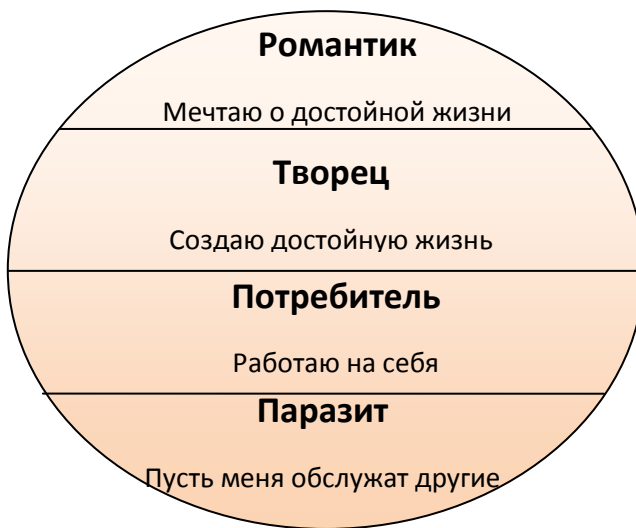 Романтик
Мечтаю о достойной жизни
Творец
Создаю достойную жизнь
Потребитель
Работаю на себя
Паразит
Пусть меня обслужат другие